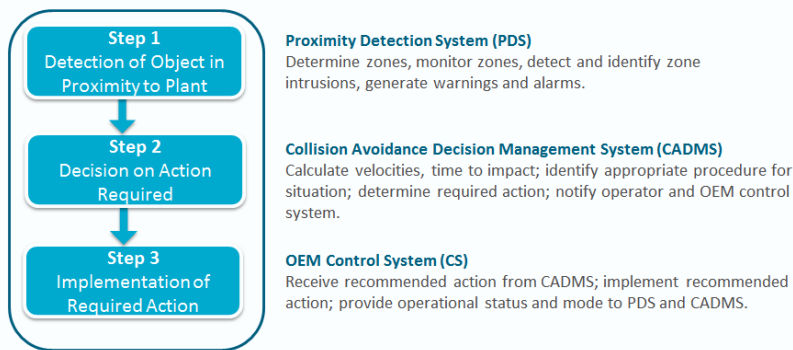 Step 1
Detection of Object in
Proximity to Plant
Proximity Detection System (PDS)
Determine zones, monitor zones, detect and identify zone
intrusions, generate warnings and alarms.
Step 2
Decision on Action
Required
Collision Avoidance Decision Management System (CADMS)
Calculate velocities, time to impact; identify appropriate procedure for
situation; determine required action; notify operator and OEM control
system.
Step 3
Implementation of
Required Action
OEM Control System (CS)
Receive recommended action from CADMS; implement recommended
action; provide operational status and mode to PDS and CADMS.